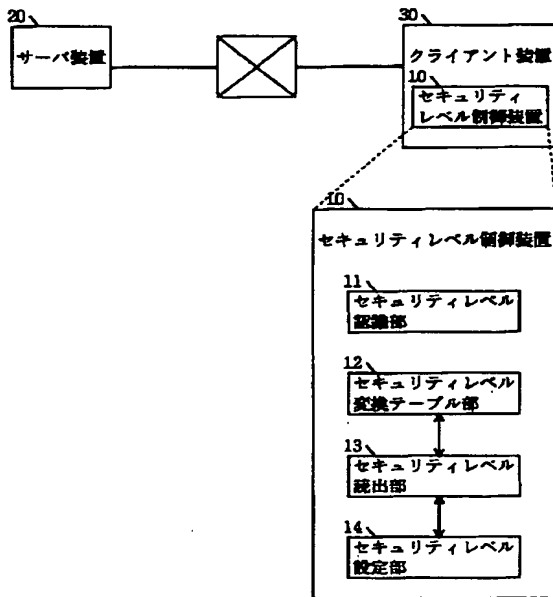 20
サーバ装置
30
クライアント装置
10
セキュリティ
レベル制御装置
10
セキュリティレベル制御装置
11
セキュリティレベル
認識部
12
セキュリティレベル
変換テーブル部
13
セキュリティレベル
読出部
14
セキュリティレベル
設定部